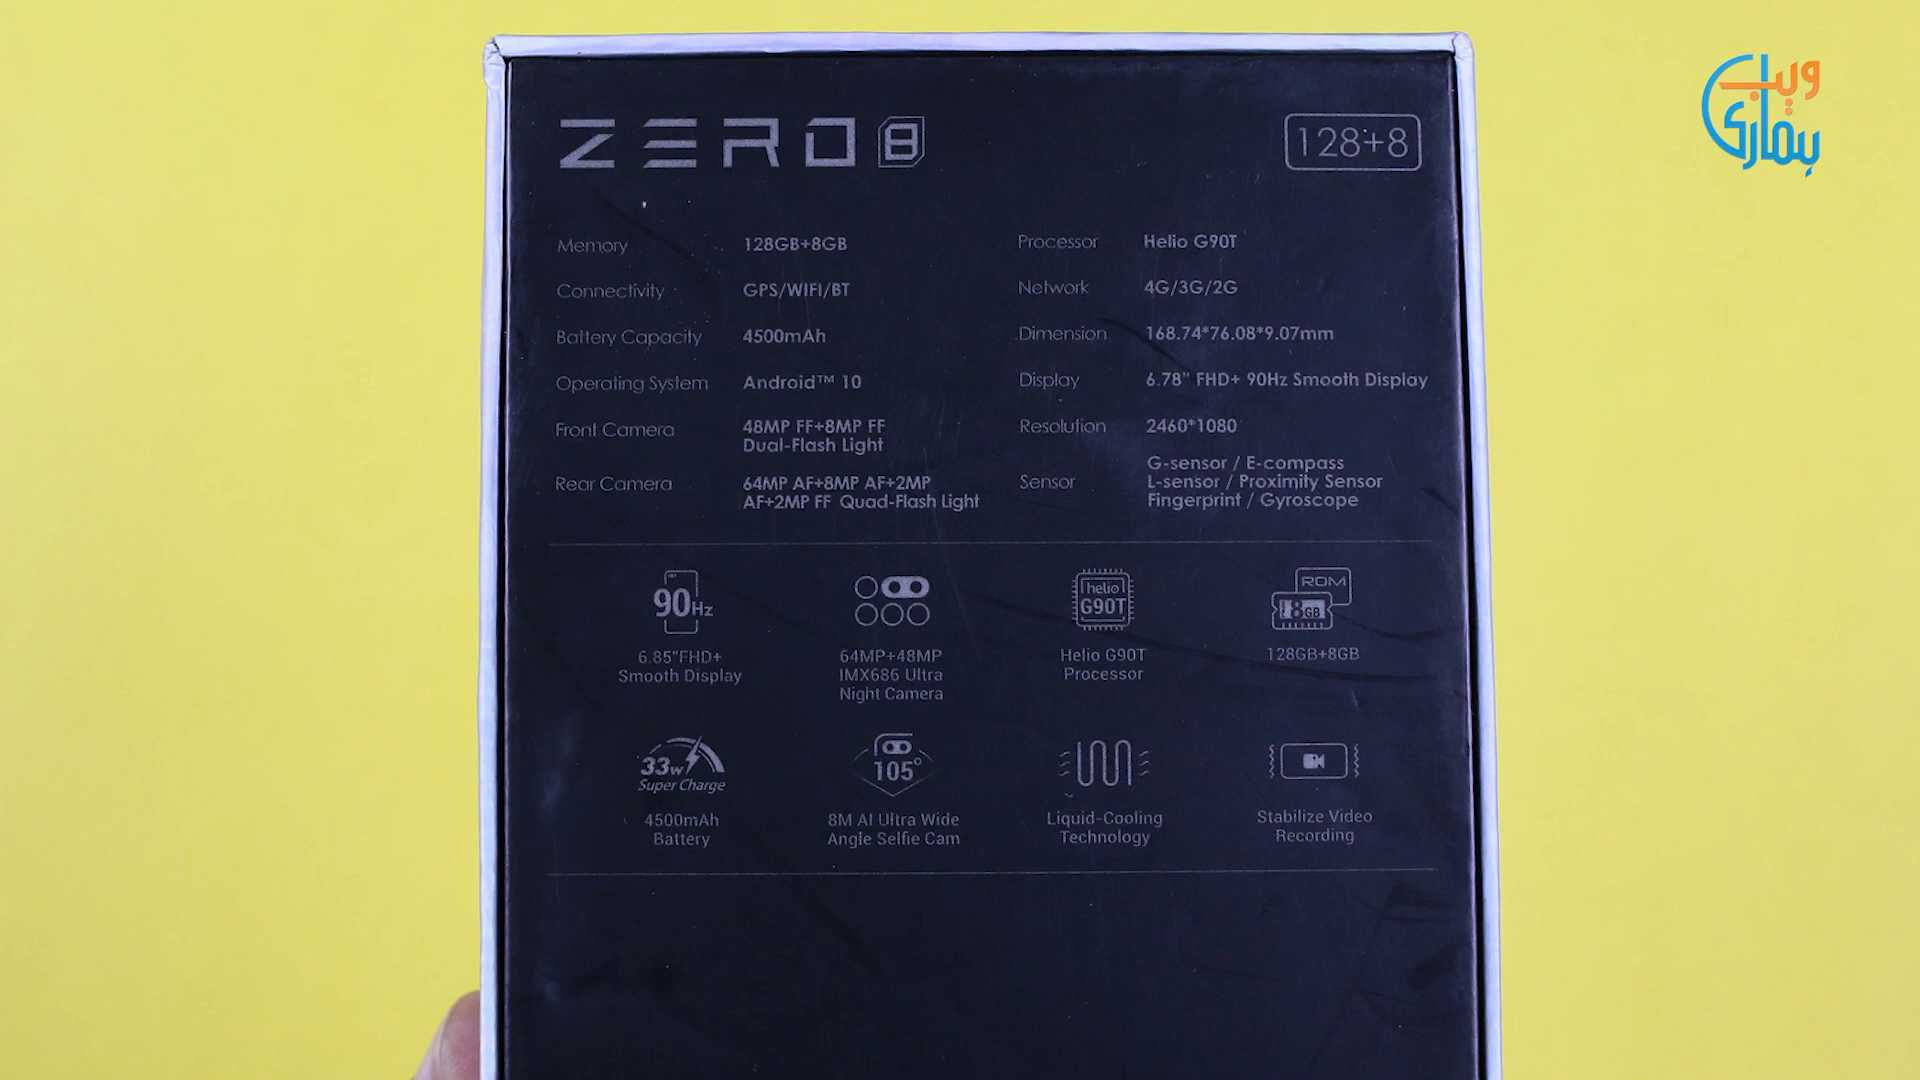 ویب
بیماری
ZERO 8
128+8
Memory 128GB+8GB
Connectivity GPS/WIFI/BT
Battery Capacity 4500mAh
Operating System Android™ 10
Front Camera 48MP FF+8MP FF
Dual-Flash Light
Rear Camera 64MP AF+8MP AF+2MP
AF+2MP FF Quad-Flash Light
Processor Helio G90T
Network 4G/3G/2G
Dimension 168.74*76.08*9.07mm
Display 6.78" FHD+ 90Hz Smooth Display
Resolution 2460*1080
Sensor G-sensor / E-compass
L-sensor / Proximity Sensor
Fingerprint / Gyroscope
90Hz
6.85"FHD+
Smooth Display
64MP+48MP
IMX686 Ultra
Night Camera
helio
G90T
Helio G90T
Processor
ROM
8GB
128GB+8GB
33w
Super Charge
4500mAh
Battery
105°
8M AI Ultra Wide
Angle Selfie Cam
Liquid-Cooling
Technology
Stabilize Video
Recording